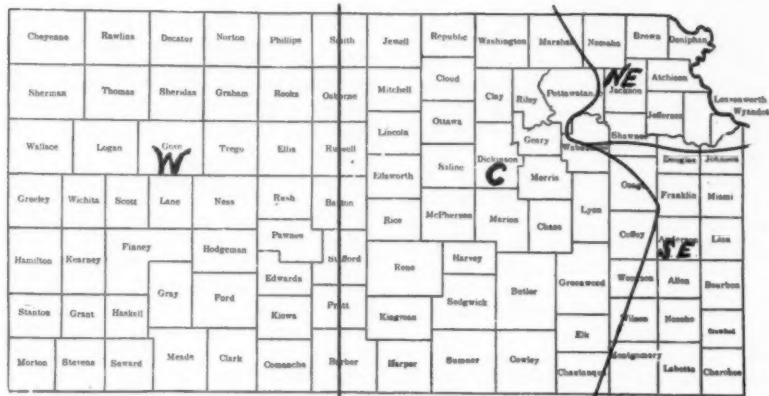 Cheyenne Rawlins Decatur Norton Phillips Smith Jewell Republic Washington Marshall Nemaha Brown Doniphan
Sherman Thomas Sheridan Graham Rooks Osborne Mitchell Cloud Clay Riley Pottawatomie Jackson Atchison
NE
Jefferson Leavenworth Wyandot
Wallace Logan Gove Trego Ellis Russell Lincoln Ottawa Geary Wabaunsee Shawnee
W
Ellsworth Saline Dickinson Morris Douglas Johnson
C
Greeley Wichita Scott Lane Ness Rush Barton Rice McPherson Marion Chase Lyon Osage Franklin Miami
Hamilton Kearney Finney Hodgeman Pawnee Stafford Reno Harvey Coffey Anderson Linn
SE
Gray Ford Edwards Sedgwick Butler Greenwood Woodson Allen Bourbon
Stanton Grant Haskell Kiowa Pratt Kingman Elk Wilson Neosho Crawford
Morton Stevens Seward Meade Clark Comanche Barber Harper Sumner Cowley Chautauqua Montgomery Labette Cherokee